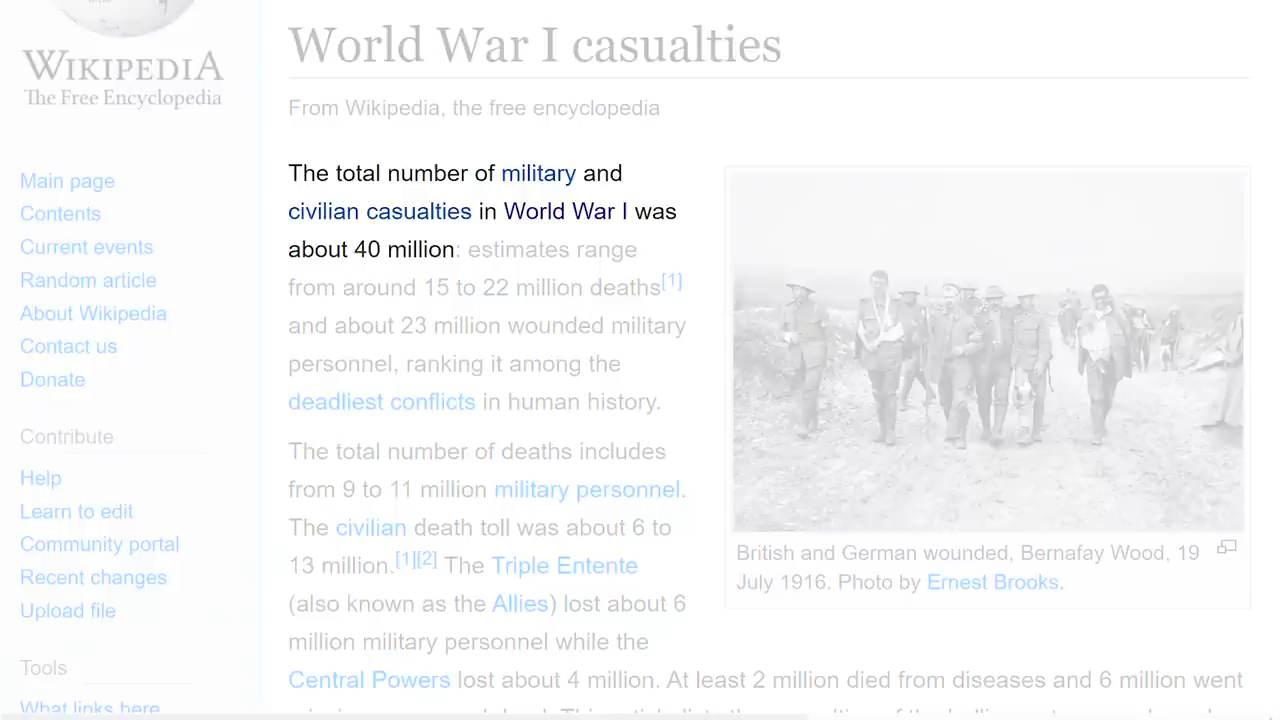 WIKIPEDIA
The Free Encyclopedia
Main page
Contents
Current events
Random article
About Wikipedia
Contact us
Donate
Contribute
Help
Learn to edit
Community portal
Recent changes
Upload file
Tools
What links here
World War I casualties
From Wikipedia, the free encyclopedia
The total number of military and
civilian casualties in World War I was
about 40 million: estimates range
from around 15 to 22 million deaths[1]
and about 23 million wounded military
personnel, ranking it among the
deadliest conflicts in human history.
The total number of deaths includes
from 9 to 11 million military personnel.
The civilian death toll was about 6 to
13 million.[1][2] The Triple Entente
(also known as the Allies) lost about 6
million military personnel while the
Central Powers lost about 4 million. At least 2 million died from diseases and 6 million went
British and German wounded, Bernafay Wood, 19
July 1916. Photo by Ernest Brooks.